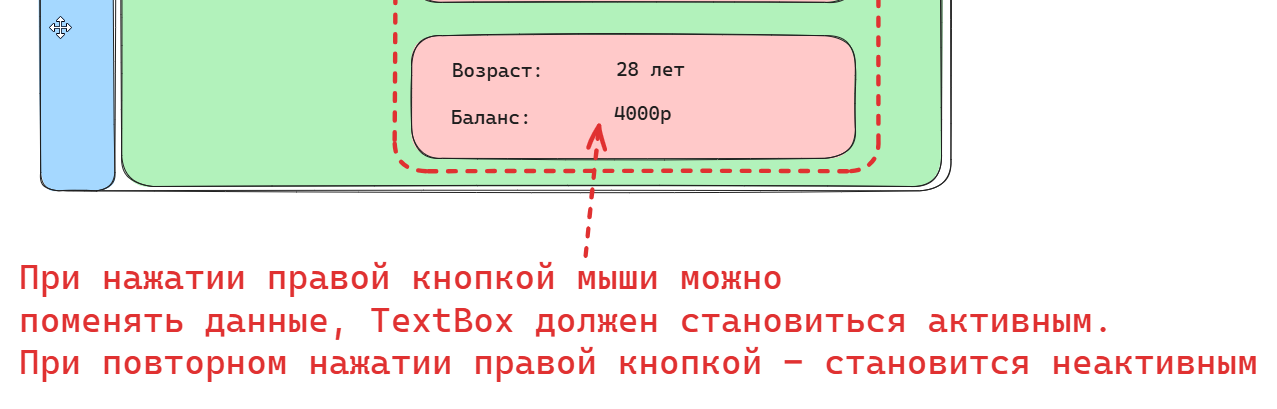 Возраст: 28 лет
Баланс: 4000р
При нажатии правой кнопкой мыши можно
поменять данные, TextBox должен становиться активным.
При повторном нажатии правой кнопкой – становится неактивным